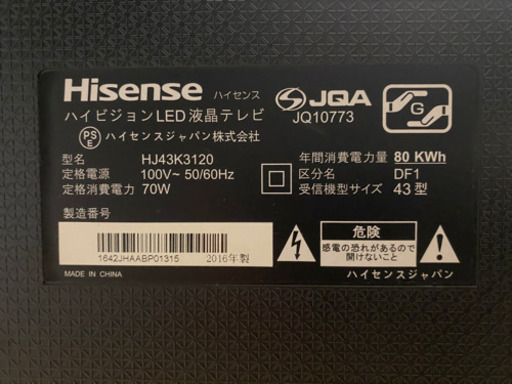 Hisense ハイセンス
JQA
JQ10773
G
ハイビジョンLED液晶テレビ
PSE ハイセンスジャパン株式会社
型名 HJ43K3120
定格電源 100V~ 50/60Hz
定格消費電力 70W
年間消費電力量 80 KWh
区分名 DF1
受信機型サイズ 43型
製造番号
1642JHAABP01315 2016年製
MADE IN CHINA
危険
感電の恐れがあるので
開けないこと
ハイセンスジャパン